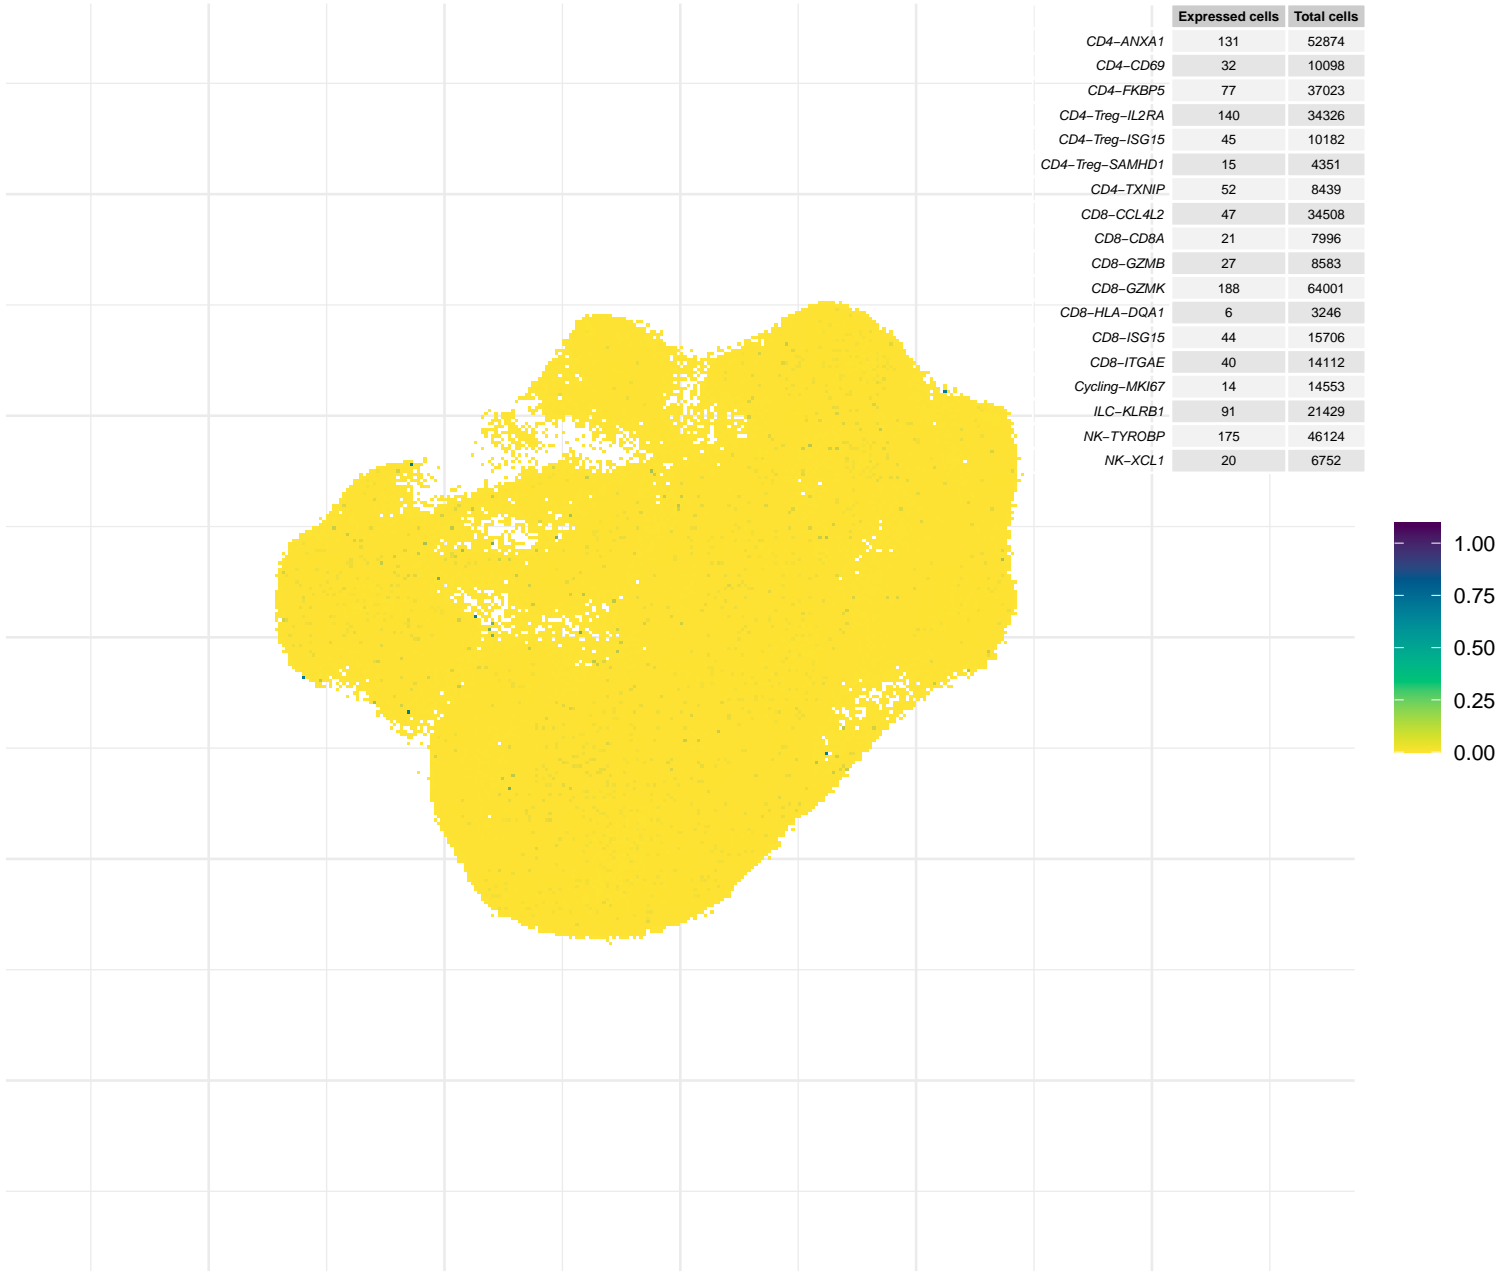 Expressed cells Total cells
CD4−ANXA1 131 52874
CD4−CD69 32 10098
CD4−FKBP5 77 37023
CD4−Treg−IL2RA 140 34326
CD4−Treg−ISG15 45 10182
CD4−Treg−SAMHD1 15 4351
CD4−TXNIP 52 8439
CD8−CCL4L2 47 34508
CD8−CD8A 21 7996
CD8−GZMB 27 8583
CD8−GZMK 188 64001
CD8−HLA−DQA1 6 3246
CD8−ISG15 44 15706
CD8−ITGAE 40 14112
Cycling−MKI67 14 14553
ILC−KLRB1 91 21429
NK−TYROBP 175 46124
NK−XCL1 20 6752
1.00
0.75
0.50
0.25
0.00